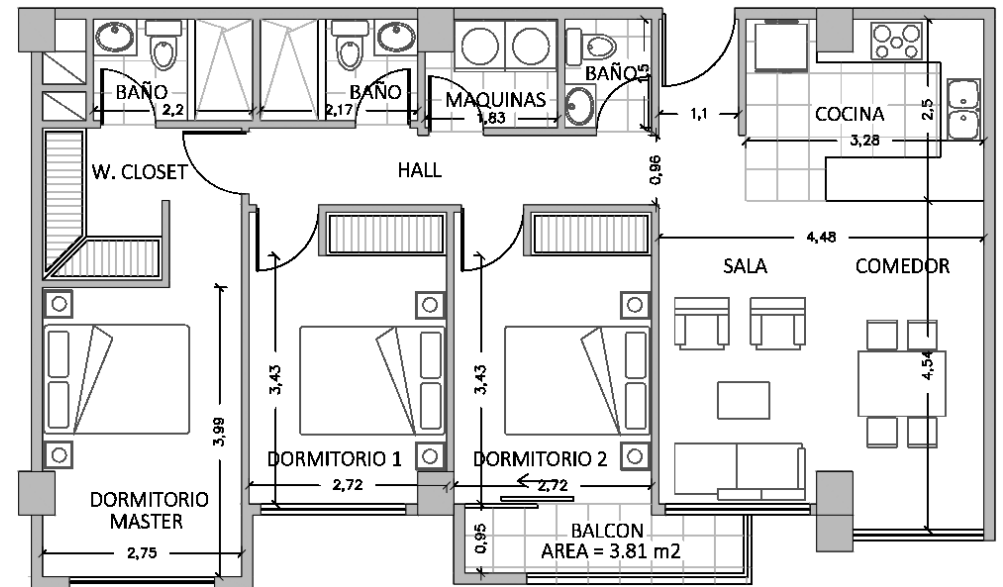 BAÑO
2,2
BAÑO
2,17
MAQUINAS
1,83
BAÑO
1,5
1,1
COCINA
3,28
2,5
W. CLOSET
HALL
0,96
4,48
SALA
COMEDOR
4,54
3,99
3,43
3,43
DORMITORIO 1
2,72
DORMITORIO 2
2,72
DORMITORIO
MASTER
2,75
0,95
BALCON
AREA = 3.81 m2